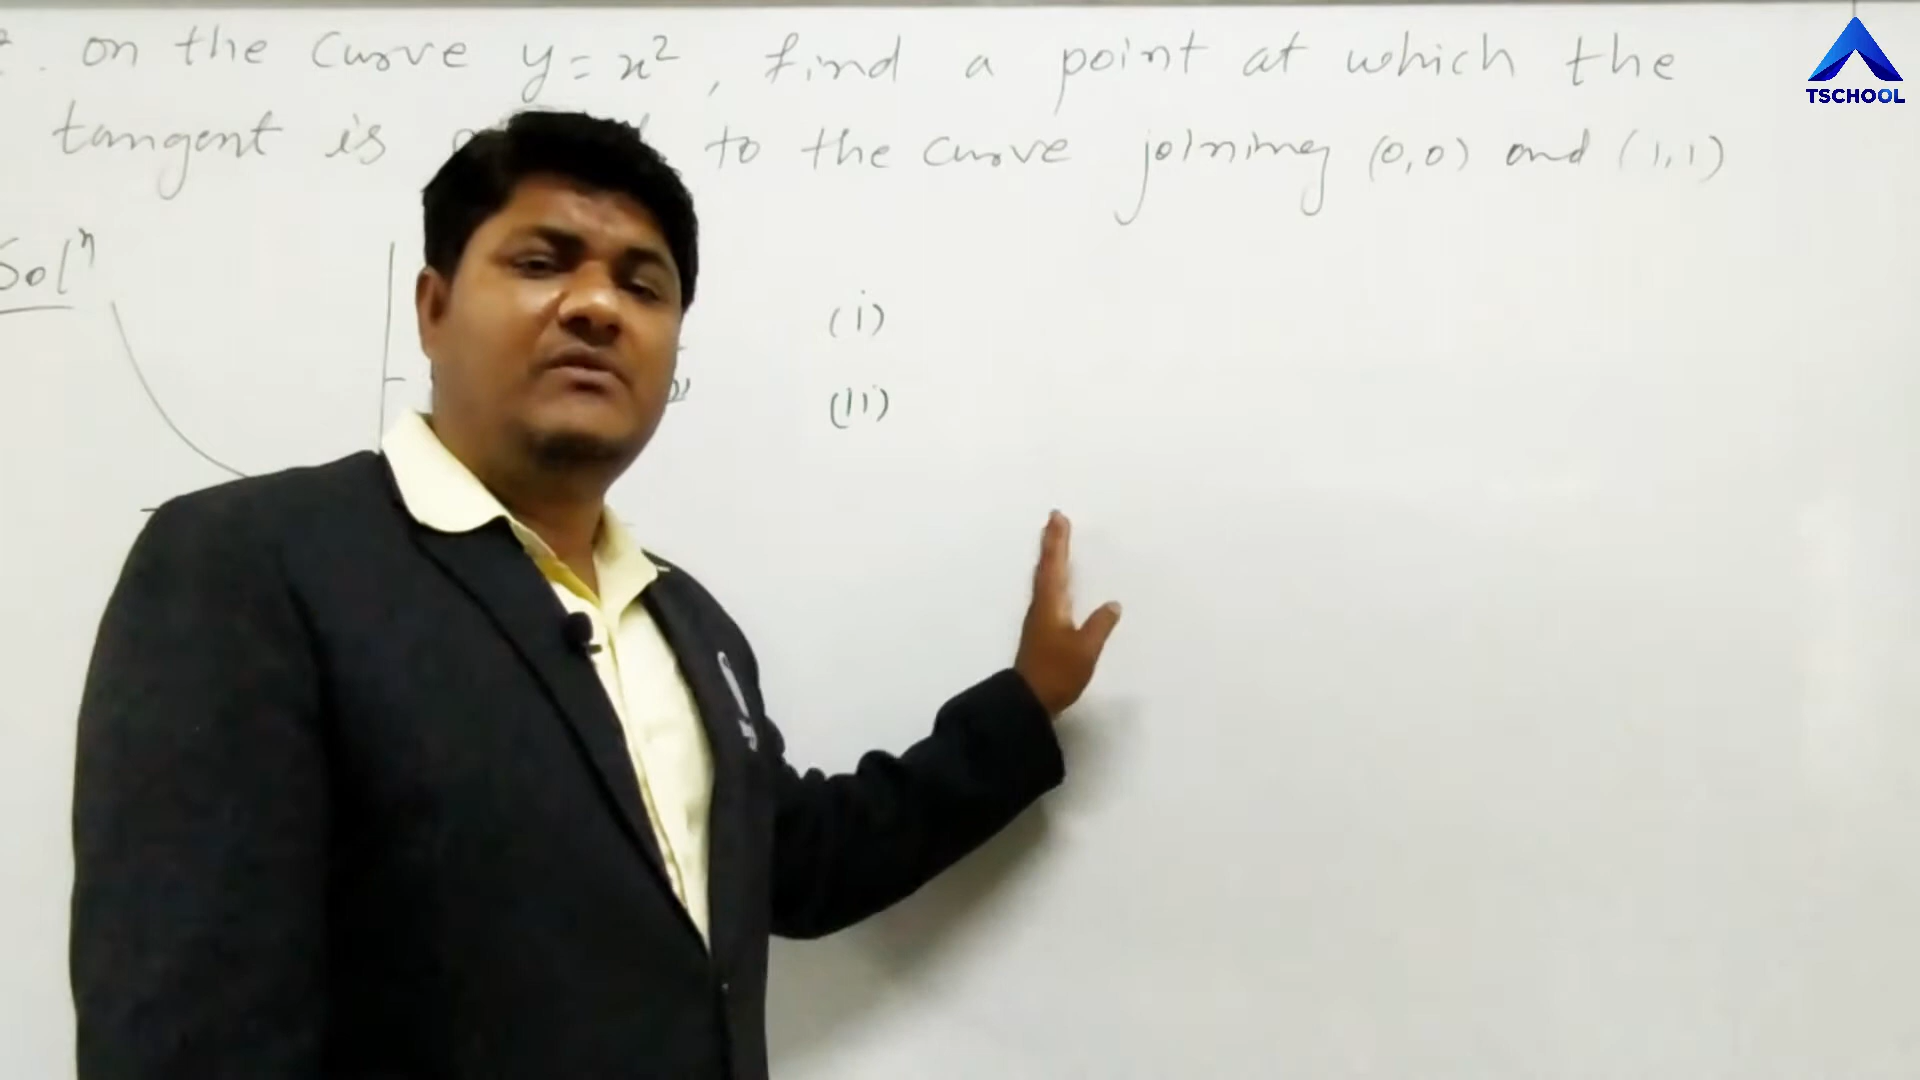 . on the curve y = x², find a point at which the
TSCHOOL
tangent is to the curve joining (0,0) and (1,1)
Solⁿ
(i)
(ii)